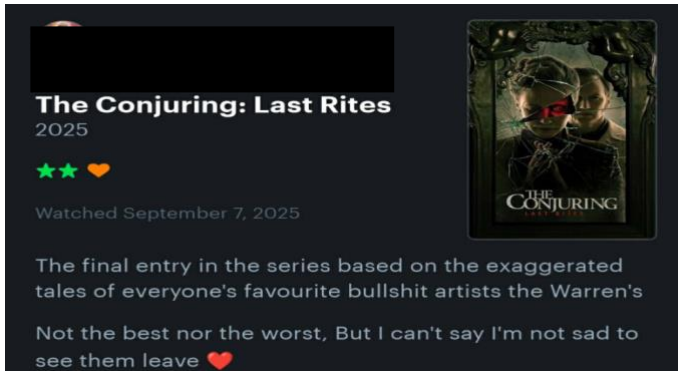 The Conjuring: Last Rites
2025
Watched September 7, 2025
THE
CONJURING
LAST RITES
The final entry in the series based on the exaggerated
tales of everyone's favourite bullshit artists the Warren's
Not the best nor the worst, But I can't say I'm not sad to
see them leave ❤️